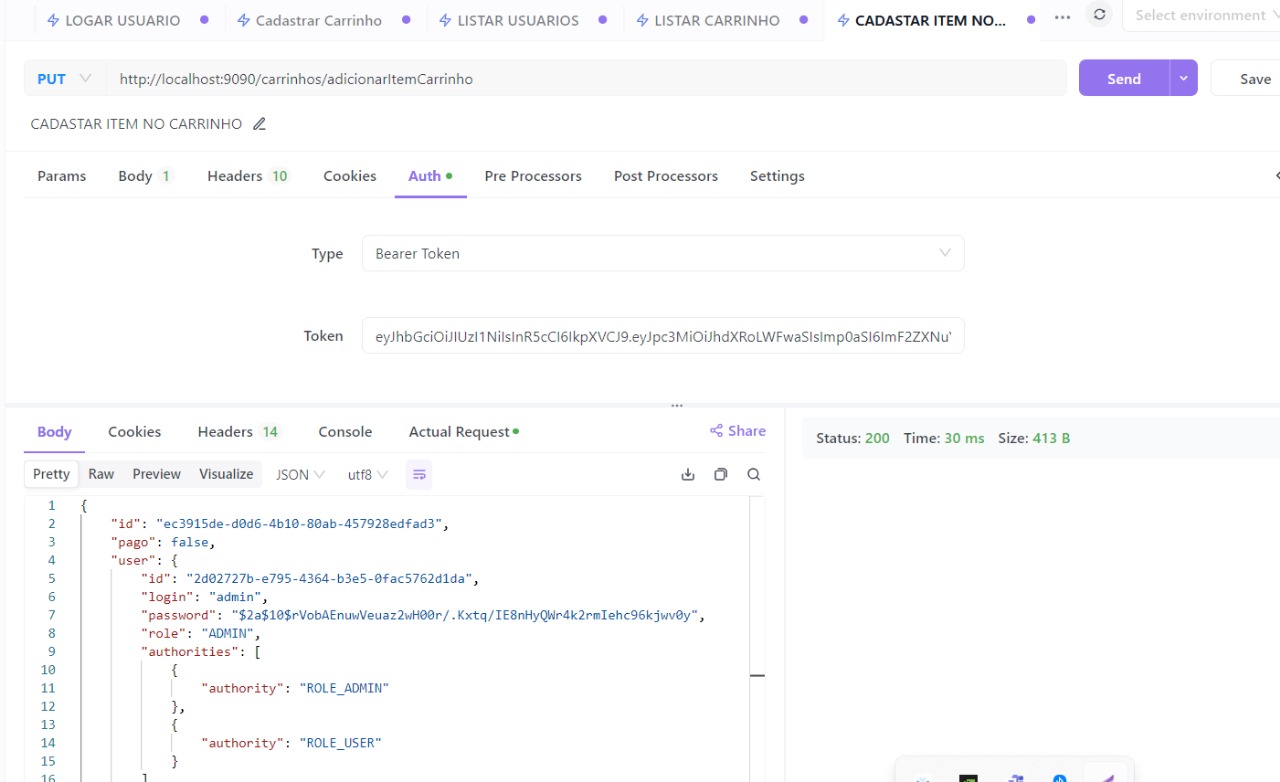 LOGAR USUARIO Cadastrar Carrinho LISTAR USUARIOS LISTAR CARRINHO CADASTAR ITEM NO... Select environment
PUT http://localhost:9090/carrinhos/adicionarItemCarrinho Send Save
CADASTAR ITEM NO CARRINHO
Params Body 1 Headers 10 Cookies Auth Pre Processors Post Processors Settings
Type Bearer Token
Token
Body Cookies Headers 14 Console Actual Request Share Status: 200 Time: 30 ms Size: 413 B
Pretty Raw Preview Visualize JSON utf8
1 {
2 "id": "ec3915de-d0d6-4b10-80ab-457928edfad3",
3 "pago": false,
4 "user": {
5 "id": "2d02727b-e795-4364-b3e5-0fac5762d1da",
6 "login": "admin",
7 "password": "$2a$10$rVobAEnuwVeuaz2wH00r/.Kxtq/IE8nHyQWr4k2rmIehc96kjwv0y",
8 "role": "ADMIN",
9 "authorities": [
10 {
11 "authority": "ROLE_ADMIN"
12 },
13 {
14 "authority": "ROLE_USER"
15 }
16 ]